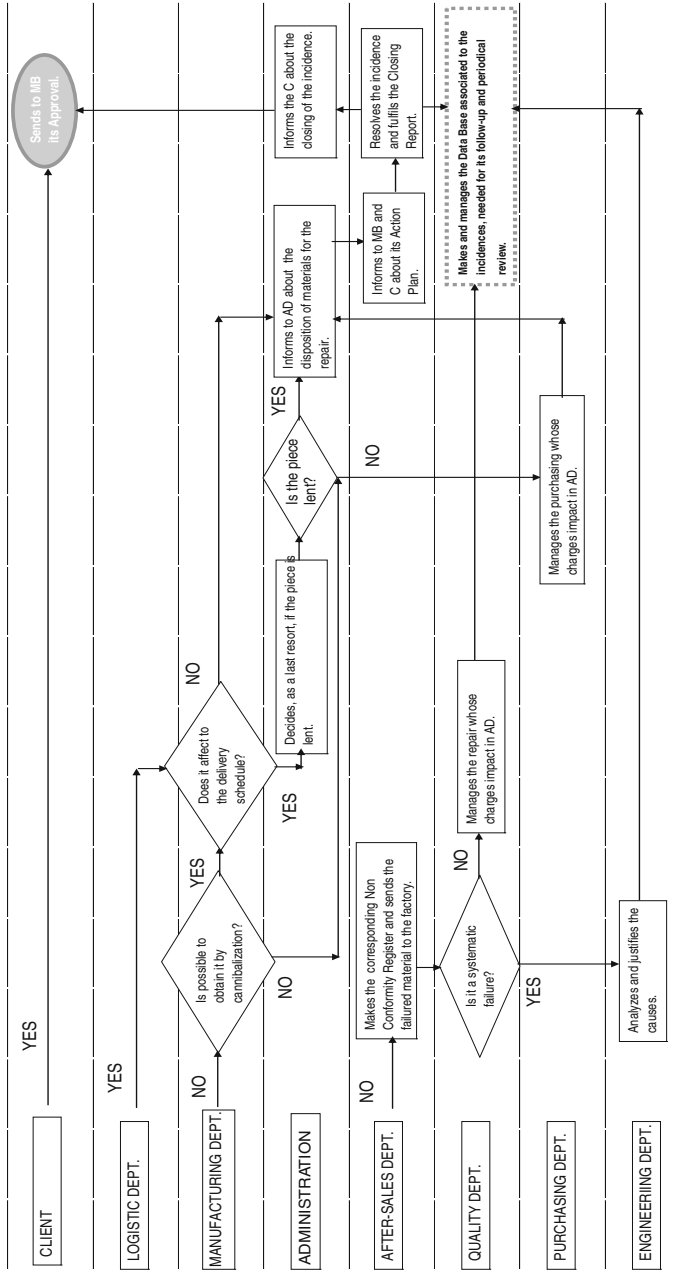 CLIENT
YES
Sends to MB
its Approval.
LOGISTIC DEPT.
YES
MANUFACTURING DEPT.
NO
Is possible to
obtain it by
cannibalization?
YES
NO
Does it affect to
the delivery
schedule?
NO
YES
ADMINISTRATION
Decides, as a last resort, if the piece is
lent.
Is the piece
lent?
YES
NO
Informs to AD about the
disposition of materials for the
repair.
Informs the C about the
closing of the incidence.
AFTER-SALES DEPT.
NO
Makes the corresponding Non
Conformity Register and sends the
failured material to the factory.
Informs to MB and
C about its Action
Plan.
Resolves the incidence
and fulfils the Closing
Report.
QUALITY DEPT.
Is it a systematic
failure?
NO
YES
Manages the repair whose
charges impact in AD.
Makes and manages the Data Base associated to the
incidences, needed for its follow-up and periodical
review.
PURCHASING DEPT.
Manages the purchasing whose
charges impact in AD.
ENGINEERIING DEPT.
Analyzes and justifies the
causes.